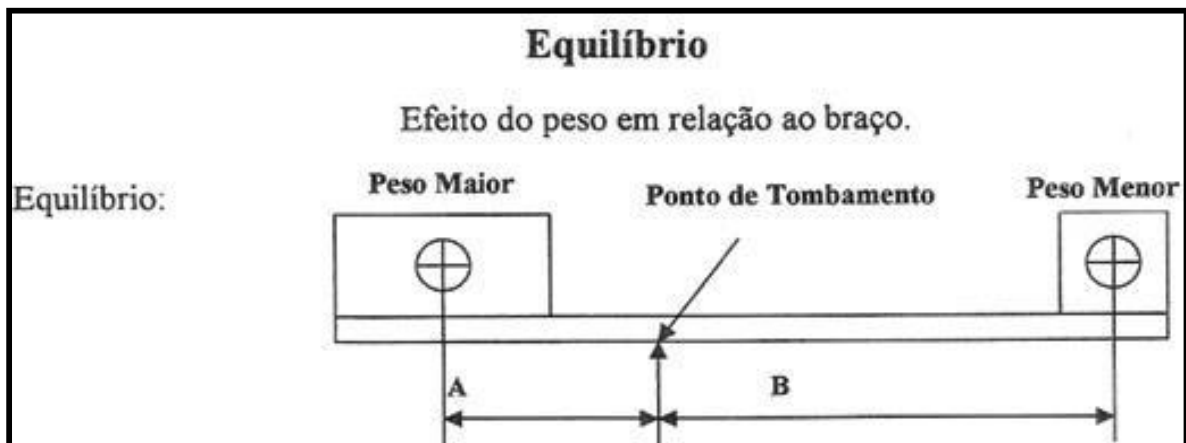 Equilíbrio
Efeito do peso em relação ao braço.
Equilíbrio:
Peso Maior
Ponto de Tombamento
Peso Menor
A
B